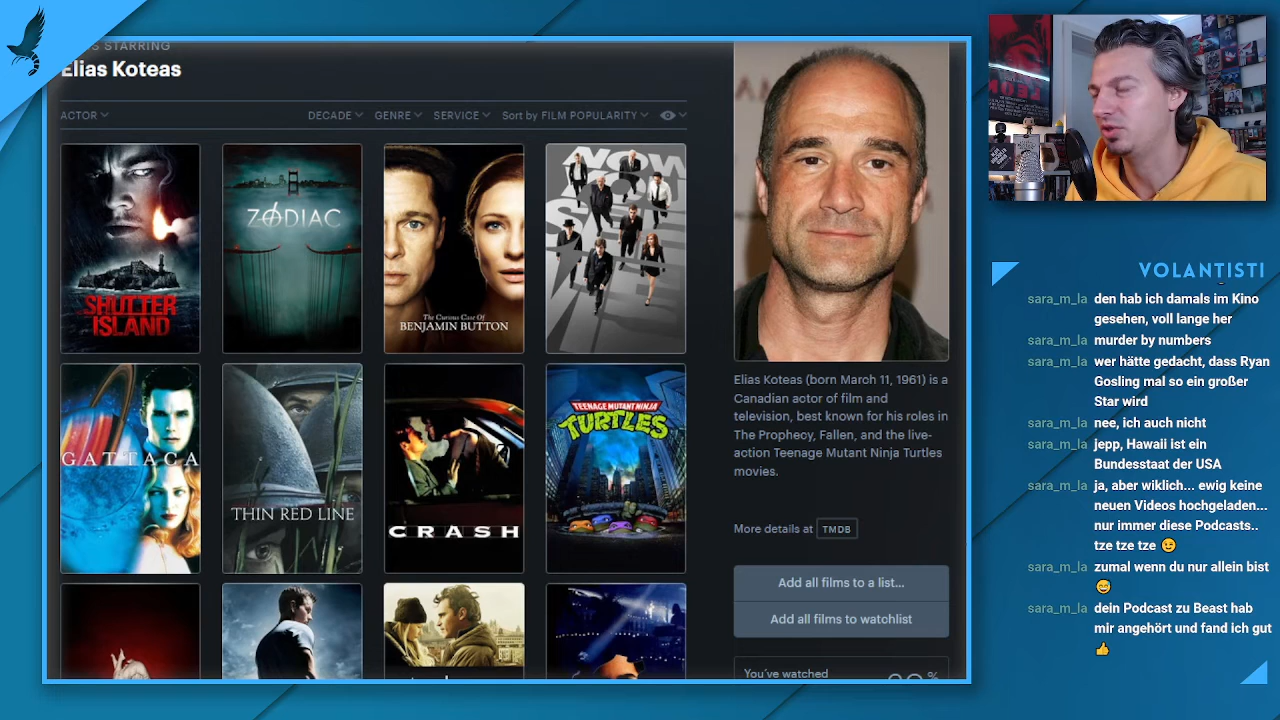 S STARRING
Elias Koteas
ACTOR
DECADE GENRE SERVICE Sort by FILM POPULARITY
SHUTTER
ISLAND
ZODIAC
The Curious Case Of
BENJAMIN BUTTON
NOW
YOU
SEE
GATTACA
THIN RED LINE
CRASH
TEENAGE MUTANT NINJA
TURTLES
Elias Koteas (born March 11, 1961) is a
Canadian actor of film and
television, best known for his roles in
The Prophecy, Fallen, and the live-
action Teenage Mutant Ninja Turtles
movies.
More details at TMDB
Add all films to a list...
Add all films to watchlist
You've watched
%
VOLANTISTI
sara_m_la den hab ich damals im Kino
gesehen, voll lange her
sara_m_la murder by numbers
sara_m_la wer hätte gedacht, dass Ryan
Gosling mal so ein großer
Star wird
sara_m_la nee, ich auch nicht
sara_m_la jepp, Hawaii ist ein
Bundesstaat der USA
sara_m_la ja, aber wiklich... ewig keine
neuen Videos hochgeladen...
nur immer diese Podcasts..
tze tze tze 😉
sara_m_la zumal wenn du nur allein bist
😅
sara_m_la dein Podcast zu Beast hab
mir angehört und fand ich gut
👍